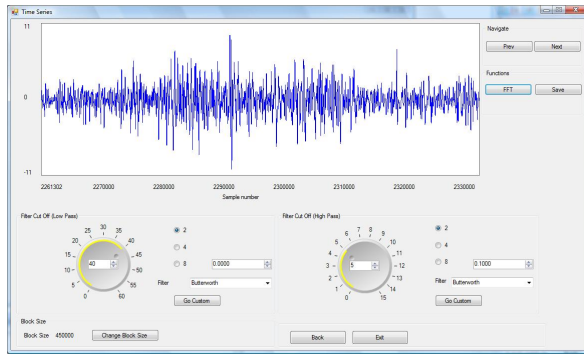 Time Series
11
0
-11
2261302 2270000 2280000 2290000 2300000 2310000 2320000 2330000
Sample number
Navigate
Prev Next
Functions
FFT Save
Filter Cut Off (Low Pass)
0 5 10 15 20 25 30 35 40 45 50 55 60
40
2
4
8 0.0000
Filter Butterworth
Go Custom
Filter Cut Off (High Pass)
0 1 2 3 4 5 6 7 8 9 10 11 12 13 14 15
5
2
4
8 0.1000
Filter Butterworth
Go Custom
Block Size
Block Size 450000 Change Block Size
Back Exit